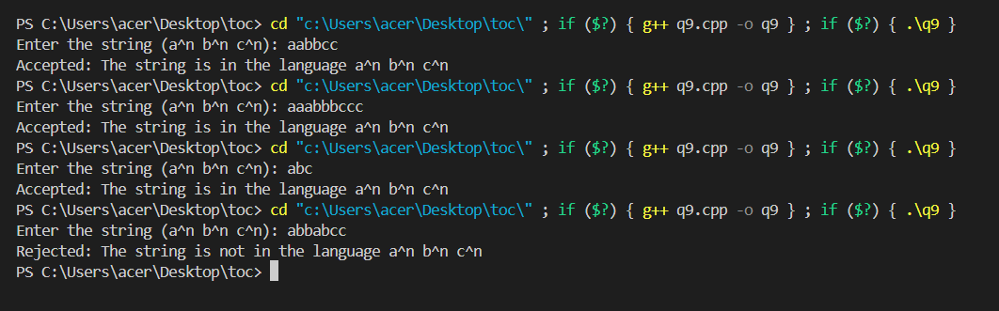 PS C:\Users\acer\Desktop\toc> cd "c:\Users\acer\Desktop\toc\" ; if ($?) { g++ q9.cpp -o q9 } ; if ($?) { .\q9 }
Enter the string (a^n b^n c^n): aabbcc
Accepted: The string is in the language a^n b^n c^n
PS C:\Users\acer\Desktop\toc> cd "c:\Users\acer\Desktop\toc\" ; if ($?) { g++ q9.cpp -o q9 } ; if ($?) { .\q9 }
Enter the string (a^n b^n c^n): aaabbbccc
Accepted: The string is in the language a^n b^n c^n
PS C:\Users\acer\Desktop\toc> cd "c:\Users\acer\Desktop\toc\" ; if ($?) { g++ q9.cpp -o q9 } ; if ($?) { .\q9 }
Enter the string (a^n b^n c^n): abc
Accepted: The string is in the language a^n b^n c^n
PS C:\Users\acer\Desktop\toc> cd "c:\Users\acer\Desktop\toc\" ; if ($?) { g++ q9.cpp -o q9 } ; if ($?) { .\q9 }
Enter the string (a^n b^n c^n): abbabcc
Rejected: The string is not in the language a^n b^n c^n
PS C:\Users\acer\Desktop\toc>